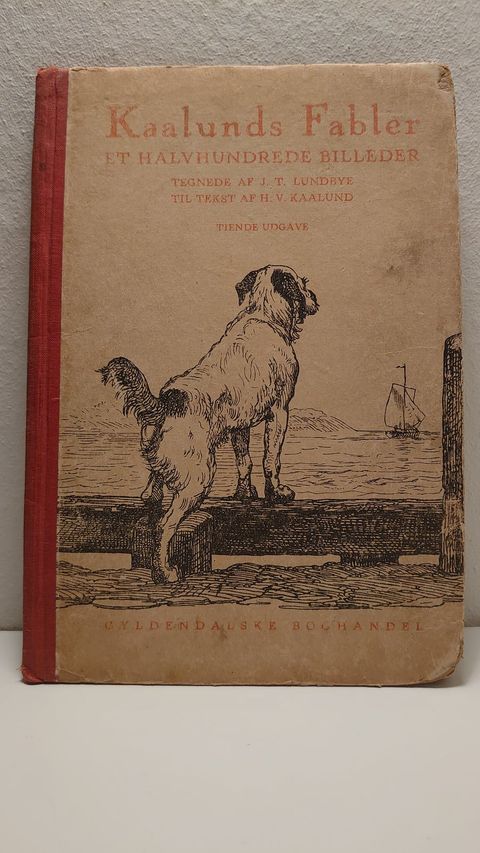 Kaalunds Fabler
ET HALVHUNDREDE BILLEDER
TEGNEDE AF J. T. LUNDBYE
TIL TEKST AF H. V. KAALUND
TIENDE UDGAVE
GYLDENDALSKE BOGHANDEL